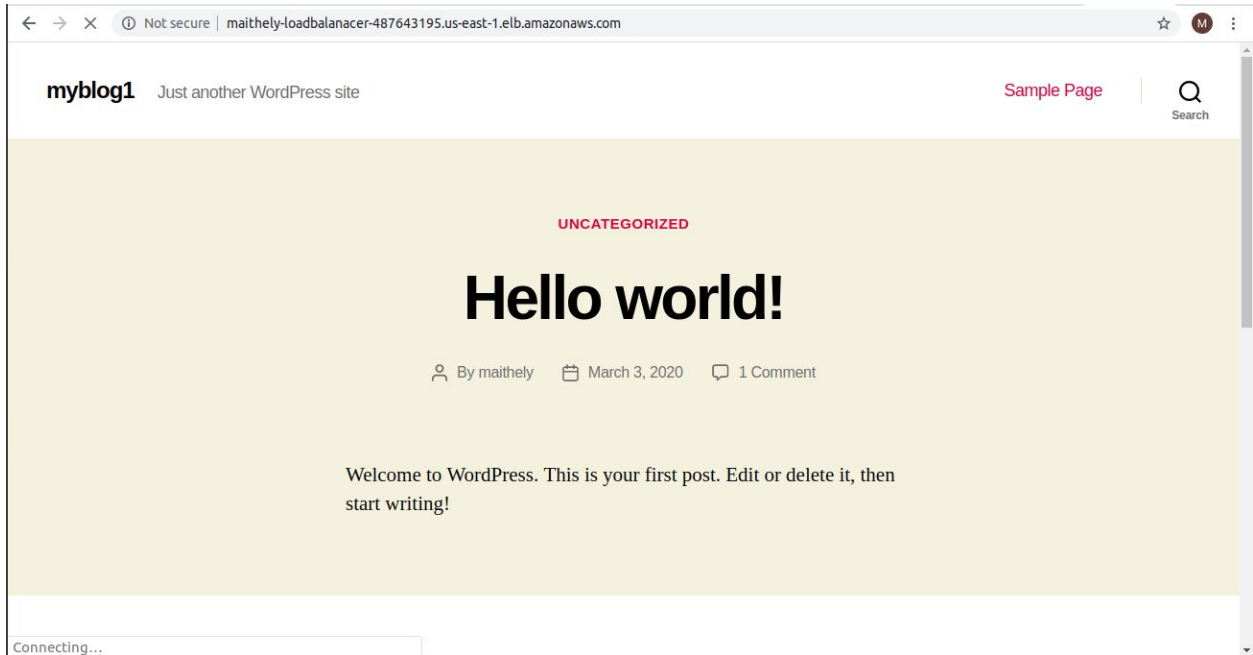 Not secure | maithely-loadbalanacer-487643195.us-east-1.elb.amazonaws.com M
myblog1 Just another WordPress site Sample Page
Search
UNCATEGORIZED
Hello world!
By maithely March 3, 2020 1 Comment
Welcome to WordPress. This is your first post. Edit or delete it, then
start writing!
Connecting...